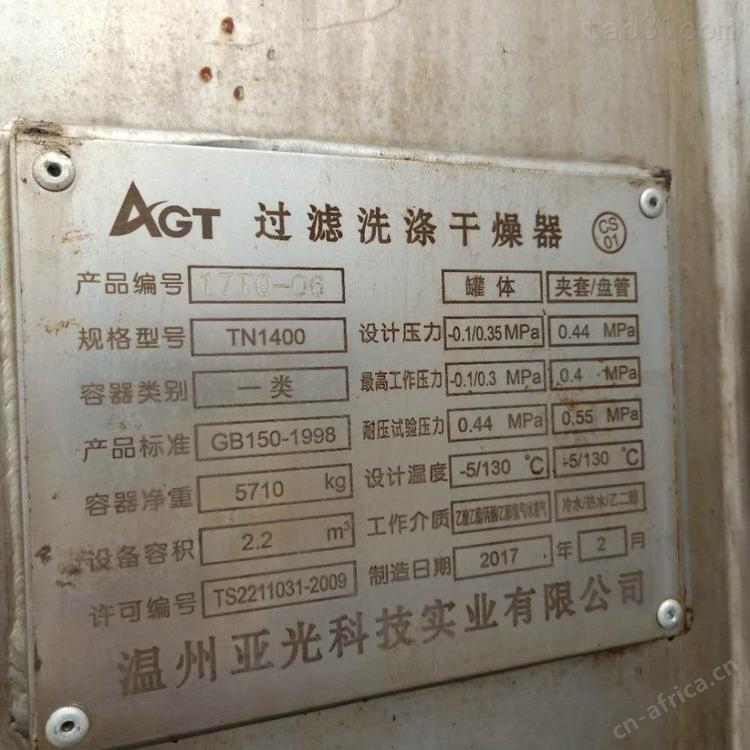 AGT 过滤洗涤干燥器 CS 01
产品编号 17T0-06 罐体 夹套/盘管
规格型号 TN1400 设计压力 -0.1/0.35 MPa 0.44 MPa
容器类别 一类 最高工作压力 -0.1/0.3 MPa 0.4 MPa
产品标准 GB150-1998 耐压试验压力 0.44 MPa 0.55 MPa
容器净重 5710 kg 设计温度 -5/130 ℃ -5/130 ℃
设备容积 2.2 m³ 工作介质 冷水/热水/乙二醇
许可编号 TS2211031-2009 制造日期 2017 年 2 月
温州亚光科技实业有限公司
cn-africa.cn